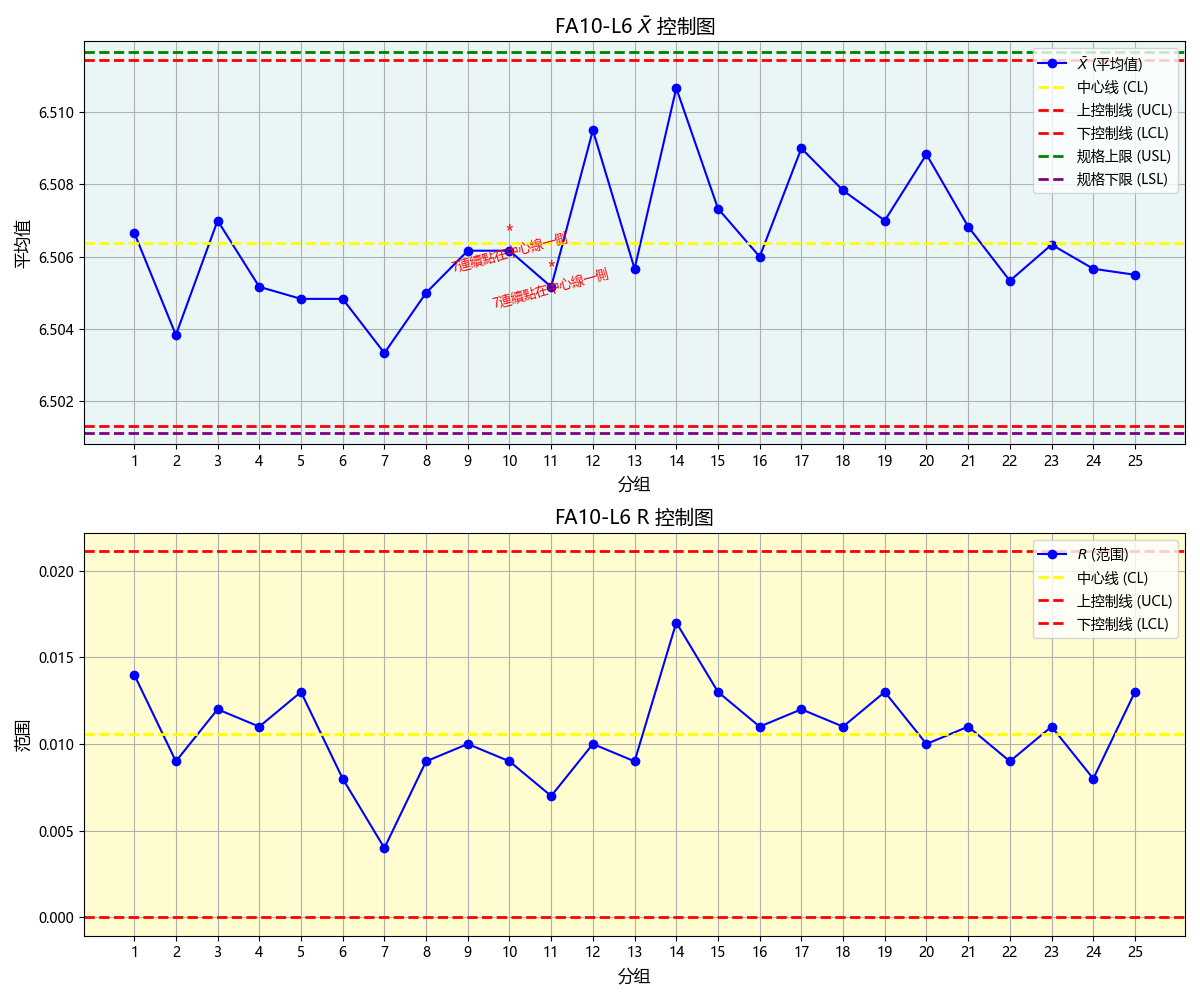 FA10-L6 X̄ 控制图
X̄ (平均值)
中心线 (CL)
上控制线 (UCL)
下控制线 (LCL)
规格上限 (USL)
规格下限 (LSL)
平均值
6.510
6.508
6.506
6.504
6.502
*
7連續點在中心線一側
*
7連續點在中心線一側
1 2 3 4 5 6 7 8 9 10 11 12 13 14 15 16 17 18 19 20 21 22 23 24 25
分组
FA10-L6 R 控制图
R (范围)
中心线 (CL)
上控制线 (UCL)
下控制线 (LCL)
范围
0.020
0.015
0.010
0.005
0.000
1 2 3 4 5 6 7 8 9 10 11 12 13 14 15 16 17 18 19 20 21 22 23 24 25
分组